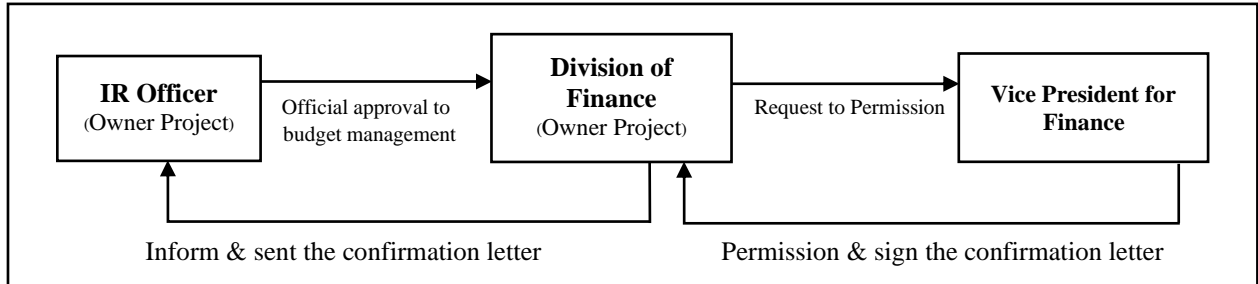 IR Officer
(Owner Project)
Official approval to
budget management
Division of
Finance
(Owner Project)
Request to Permission
Vice President for
Finance
Inform & sent the confirmation letter
Permission & sign the confirmation letter